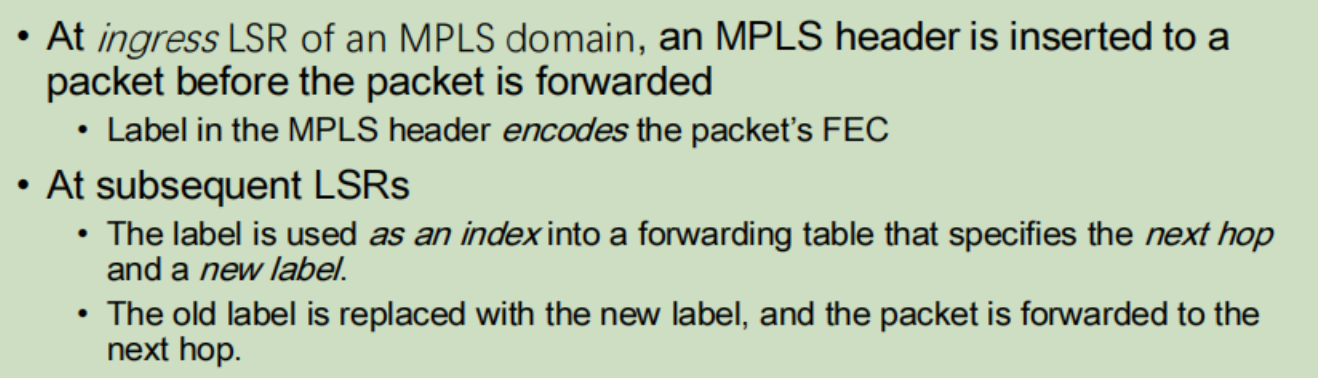 • At ingress LSR of an MPLS domain, an MPLS header is inserted to a
packet before the packet is forwarded
• Label in the MPLS header encodes the packet's FEC
• At subsequent LSRs
• The label is used as an index into a forwarding table that specifies the next hop
and a new label.
• The old label is replaced with the new label, and the packet is forwarded to the
next hop.